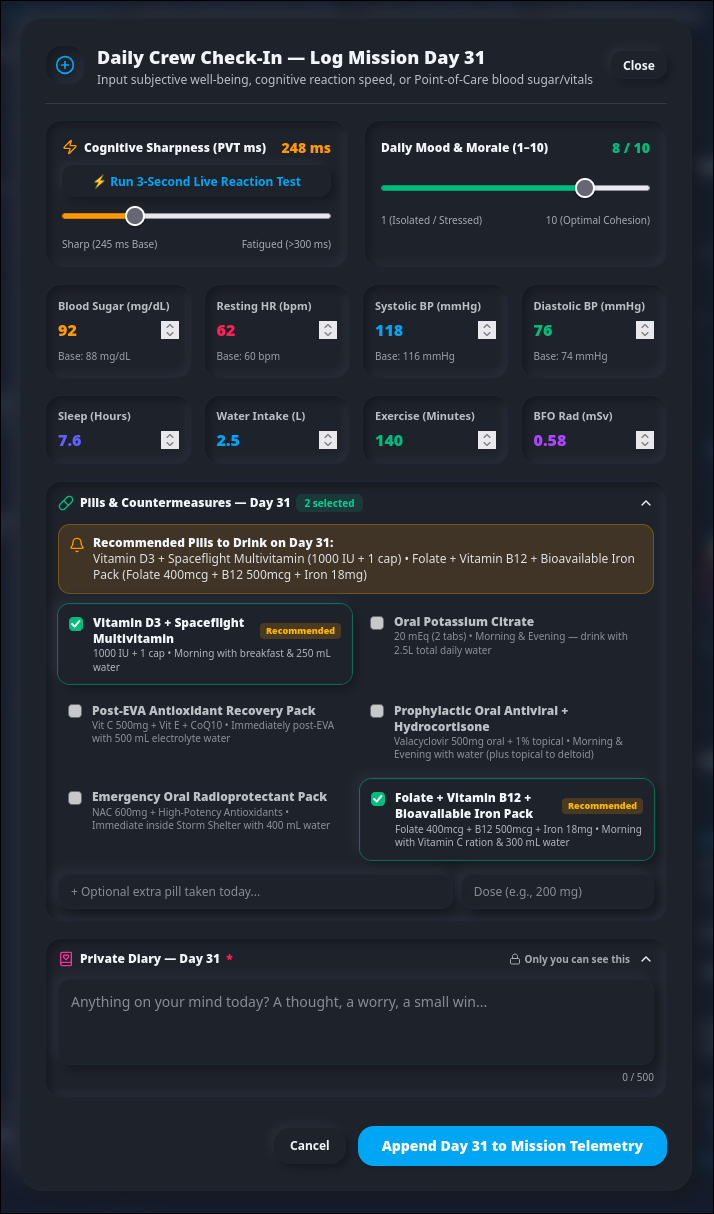 Daily Crew Check-In — Log Mission Day 31
Input subjective well-being, cognitive reaction speed, or Point-of-Care blood sugar/vitals
Close
Cognitive Sharpness (PVT ms)
248 ms
⚡ Run 3-Second Live Reaction Test
Sharp (245 ms Base)
Fatigued (>300 ms)
Daily Mood & Morale (1–10)
8 / 10
1 (Isolated / Stressed)
10 (Optimal Cohesion)
Blood Sugar (mg/dL)
92
Base: 88 mg/dL
Resting HR (bpm)
62
Base: 60 bpm
Systolic BP (mmHg)
118
Base: 116 mmHg
Diastolic BP (mmHg)
76
Base: 74 mmHg
Sleep (Hours)
7.6
Water Intake (L)
2.5
Exercise (Minutes)
140
BFO Rad (mSv)
0.58
Pills & Countermeasures — Day 31
2 selected
Recommended Pills to Drink on Day 31:
Vitamin D3 + Spaceflight Multivitamin (1000 IU + 1 cap) • Folate + Vitamin B12 + Bioavailable Iron
Pack (Folate 400mcg + B12 500mcg + Iron 18mg)
Vitamin D3 + Spaceflight
Multivitamin
Recommended
1000 IU + 1 cap • Morning with breakfast & 250 mL
water
Oral Potassium Citrate
20 mEq (2 tabs) • Morning & Evening — drink with
2.5L total daily water
Post-EVA Antioxidant Recovery Pack
Vit C 500mg + Vit E + CoQ10 • Immediately post-EVA
with 500 mL electrolyte water
Prophylactic Oral Antiviral +
Hydrocortisone
Valacyclovir 500mg oral + 1% topical • Morning &
Evening with water (plus topical to deltoid)
Emergency Oral Radioprotectant Pack
NAC 600mg + High-Potency Antioxidants •
Immediate inside Storm Shelter with 400 mL water
Folate + Vitamin B12 +
Bioavailable Iron Pack
Recommended
Folate 400mcg + B12 500mcg + Iron 18mg • Morning
with Vitamin C ration & 300 mL water
+ Optional extra pill taken today...
Dose (e.g., 200 mg)
Private Diary — Day 31 *
Only you can see this
Anything on your mind today? A thought, a worry, a small win...
0 / 500
Cancel
Append Day 31 to Mission Telemetry